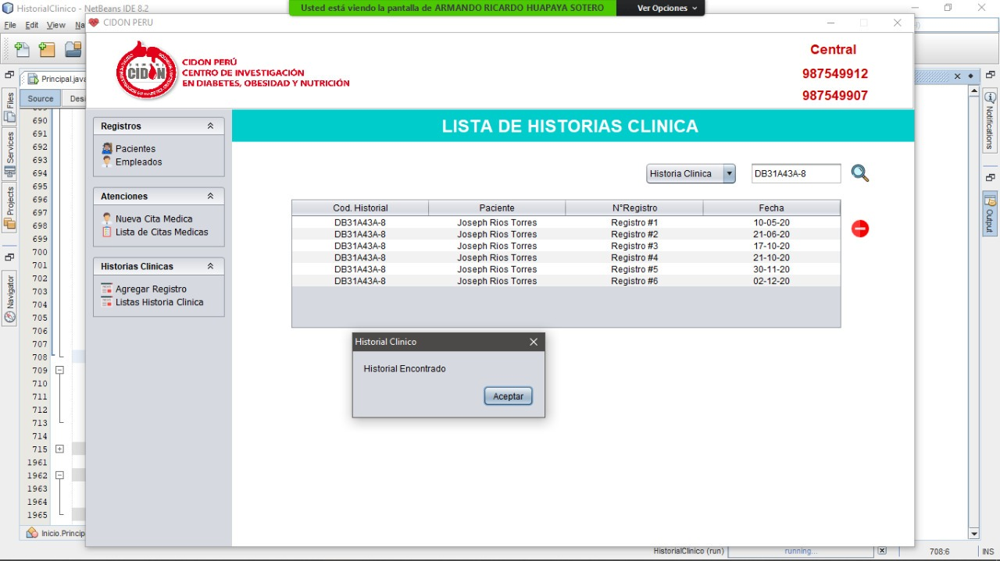 HistorialClinico - NetBeans IDE 8.2
Usted está viendo la pantalla de ARMANDO RICARDO HUAPAYA SOTERO
Ver Opciones
File Edit View Na
CIDON PERU
CIDON
CIDON PERÚ
CENTRO DE INVESTIGACIÓN
EN DIABETES, OBESIDAD Y NUTRICIÓN
Central
987549912
987549907
Principal.java
Source Des
Files
Services
Projects
Navigator
Notifications
Output
690
691
692
693
694
695
696
697
698
699
700
701
702
703
704
705
706
707
708
709
710
711
712
713
714
715
1961
1962
1963
1964
1965
Registros
Pacientes
Empleados
Atenciones
Nueva Cita Medica
Lista de Citas Medicas
Historias Clinicas
Agregar Registro
Listas Historia Clinica
LISTA DE HISTORIAS CLINICA
Historia Clinica DB31A43A-8
Cod. Historial Paciente N°Registro Fecha
DB31A43A-8 Joseph Rios Torres Registro #1 10-05-20
DB31A43A-8 Joseph Rios Torres Registro #2 21-06-20
DB31A43A-8 Joseph Rios Torres Registro #3 17-10-20
DB31A43A-8 Joseph Rios Torres Registro #4 21-10-20
DB31A43A-8 Joseph Rios Torres Registro #5 30-11-20
DB31A43A-8 Joseph Rios Torres Registro #6 02-12-20
Historial Clinico
Historial Encontrado
Aceptar
Inicio.Princip
HistorialClinico (run) running... 708:6 INS